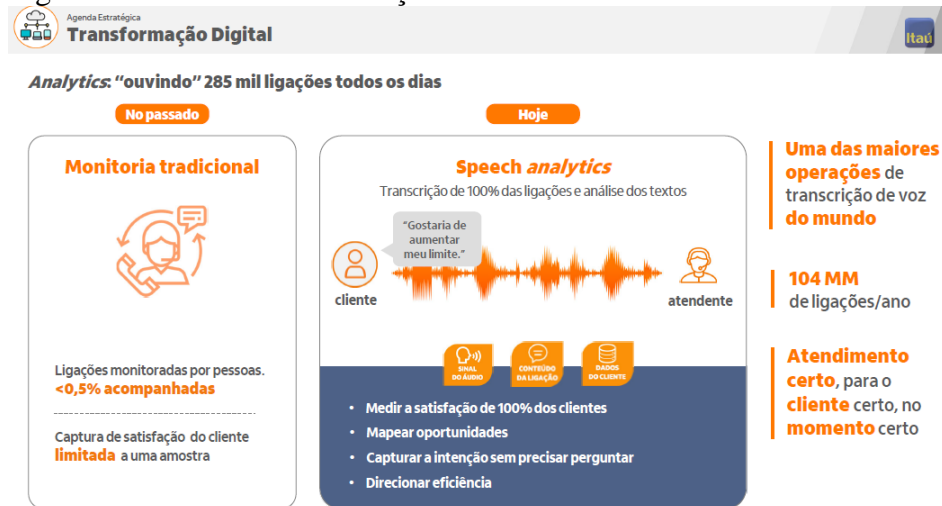 Agenda Estratégica
Transformação Digital
Itaú
Analytics: “ouvindo” 285 mil ligações todos os dias
No passado
Monitoria tradicional
Ligações monitoradas por pessoas.
<0,5% acompanhadas
Captura de satisfação do cliente
limitada a uma amostra
Hoje
Speech analytics
Transcrição de 100% das ligações e análise dos textos
“Gostaria de
aumentar
meu limite.”
cliente
atendente
SINAL
DO ÁUDIO
CONTEÚDO
DA LIGAÇÃO
DADOS
DO CLIENTE
• Medir a satisfação de 100% dos clientes
• Mapear oportunidades
• Capturar a intenção sem precisar perguntar
• Direcionar eficiência
Uma das maiores
operações de
transcrição de voz
do mundo
104 MM
de ligações/ano
Atendimento
certo, para o
cliente certo, no
momento certo